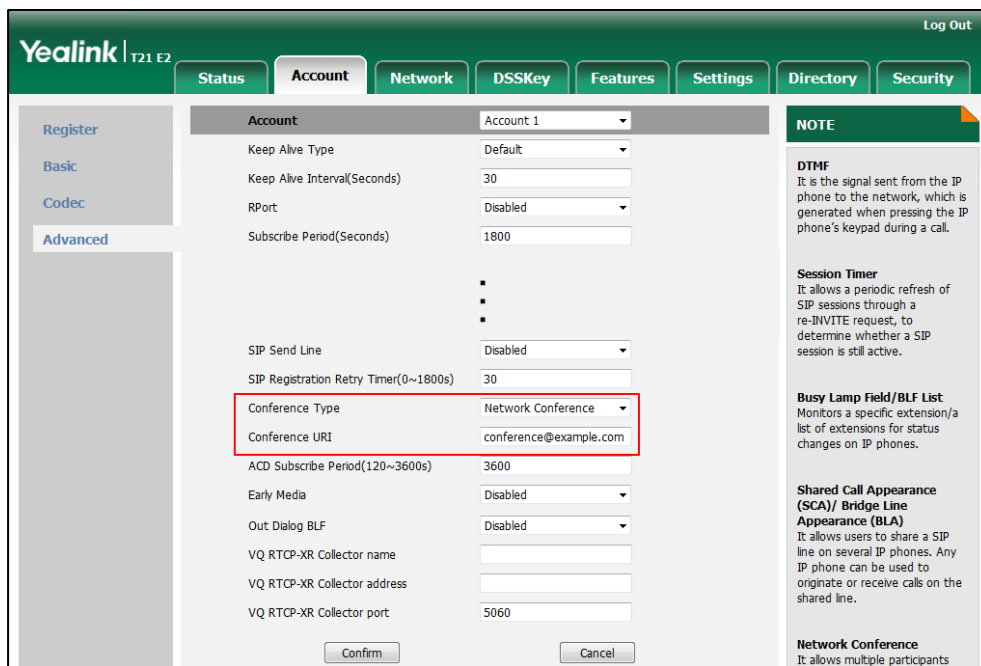 Log Out
Yealink | T21 E2
Status Account Network DSSKey Features Settings Directory Security
Register
Basic
Codec
Advanced
Account Account 1
Keep Alive Type Default
Keep Alive Interval(Seconds) 30
RPort Disabled
Subscribe Period(Seconds) 1800
SIP Send Line Disabled
SIP Registration Retry Timer(0~1800s) 30
Conference Type Network Conference
Conference URI conference@example.com
ACD Subscribe Period(120~3600s) 3600
Early Media Disabled
Out Dialog BLF Disabled
VQ RTCP-XR Collector name
VQ RTCP-XR Collector address
VQ RTCP-XR Collector port 5060
Confirm Cancel
NOTE
DTMF
It is the signal sent from the IP
phone to the network, which is
generated when pressing the IP
phone's keypad during a call.
Session Timer
It allows a periodic refresh of
SIP sessions through a
re-INVITE request, to
determine whether a SIP
session is still active.
Busy Lamp Field/BLF List
Monitors a specific extension/a
list of extensions for status
changes on IP phones.
Shared Call Appearance
(SCA)/ Bridge Line
Appearance (BLA)
It allows users to share a SIP
line on several IP phones. Any
IP phone can be used to
originate or receive calls on the
shared line.
Network Conference
It allows multiple participants